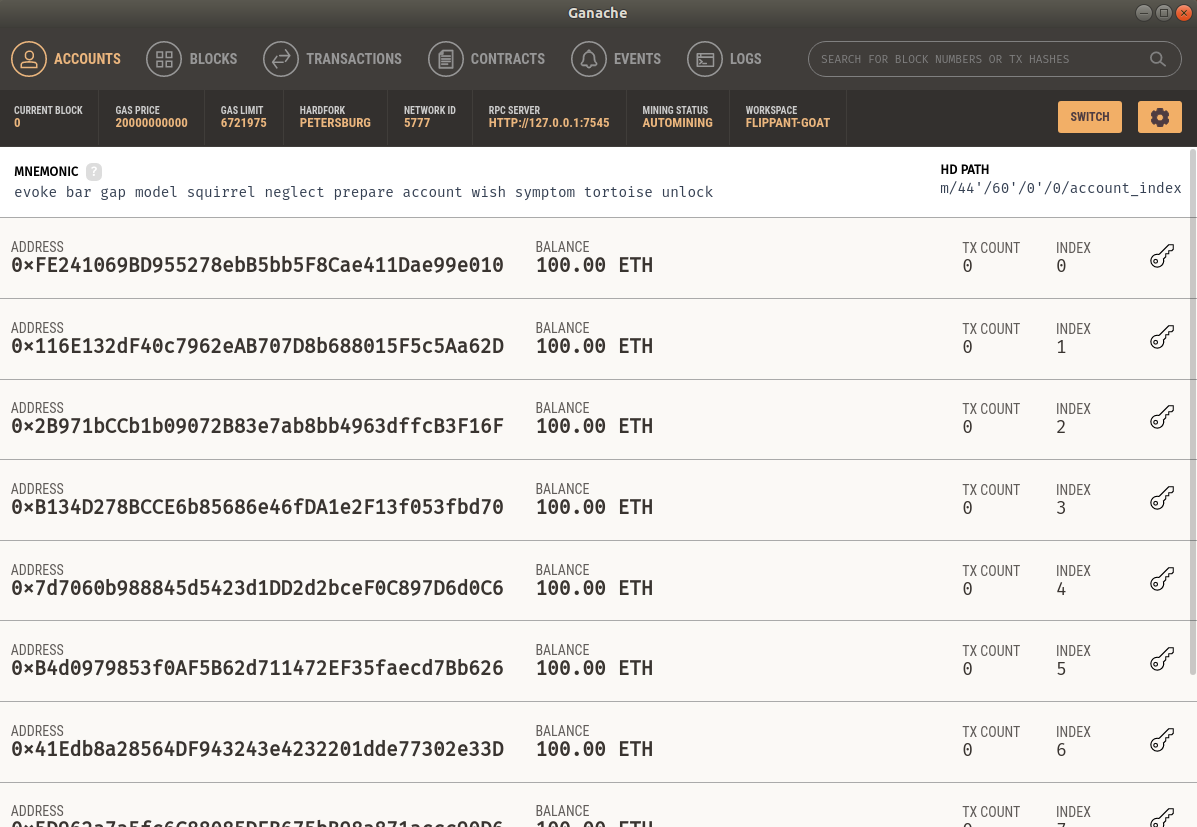 Ganache
ACCOUNTS BLOCKS TRANSACTIONS CONTRACTS EVENTS LOGS SEARCH FOR BLOCK NUMBERS OR TX HASHES
CURRENT BLOCK GAS PRICE GAS LIMIT HARDFORK NETWORK ID RPC SERVER MINING STATUS WORKSPACE
0 20000000000 6721975 PETERSBURG 5777 HTTP://127.0.0.1:7545 AUTOMINING FLIPPANT-GOAT SWITCH
MNEMONIC ? HD PATH
evoke bar gap model squirrel neglect prepare account wish symptom tortoise unlock m/44'/60'/0'/0/account_index
ADDRESS BALANCE TX COUNT INDEX
0×FE241069BD955278ebB5bb5F8Cae411Dae99e010 100.00 ETH 0 0
ADDRESS BALANCE TX COUNT INDEX
0×116E132dF40c7962eAB707D8b688015F5c5Aa62D 100.00 ETH 0 1
ADDRESS BALANCE TX COUNT INDEX
0×2B971bCCb1b09072B83e7ab8bb4963dffcB3F16F 100.00 ETH 0 2
ADDRESS BALANCE TX COUNT INDEX
0×B134D278BCCE6b85686e46fDA1e2F13f053fbd70 100.00 ETH 0 3
ADDRESS BALANCE TX COUNT INDEX
0×7d7060b988845d5423d1DD2d2bceF0C897D6d0C6 100.00 ETH 0 4
ADDRESS BALANCE TX COUNT INDEX
0×B4d0979853f0AF5B62d711472EF35faecd7Bb626 100.00 ETH 0 5
ADDRESS BALANCE TX COUNT INDEX
0×41Edb8a28564DF943243e4232201dde77302e33D 100.00 ETH 0 6
ADDRESS BALANCE TX COUNT INDEX
100.00 ETH